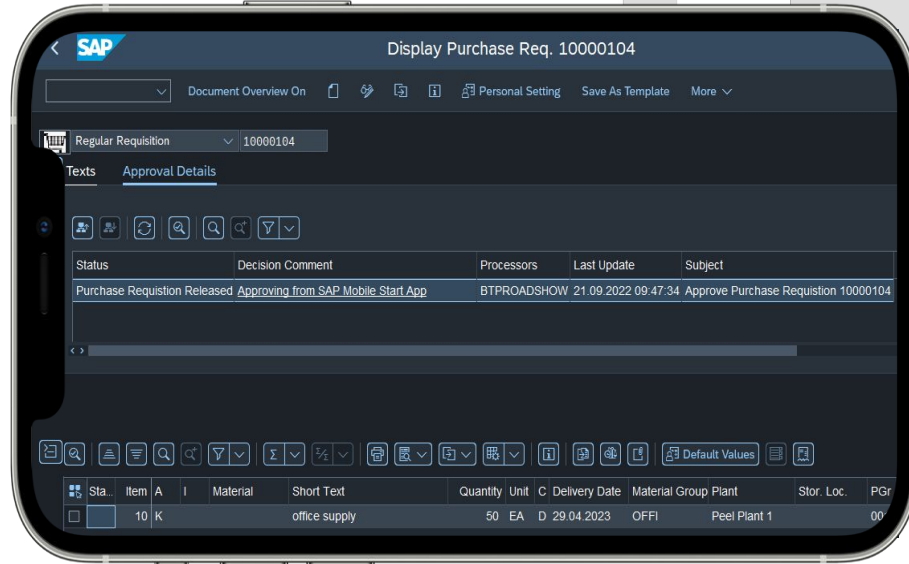 SAP Display Purchase Req. 10000104
Document Overview On Personal Setting Save As Template More
Regular Requisition 10000104
Texts Approval Details
Status Decision Comment Processors Last Update Subject
Purchase Requistion Released Approving from SAP Mobile Start App BTPROADSHOW 21.09.2022 09:47:34 Approve Purchase Requistion 10000104
Default Values
Sta... Item A I Material Short Text Quantity Unit C Delivery Date Material Group Plant Stor. Loc. PGr
10 K office supply 50 EA D 29.04.2023 OFFI Peel Plant 1